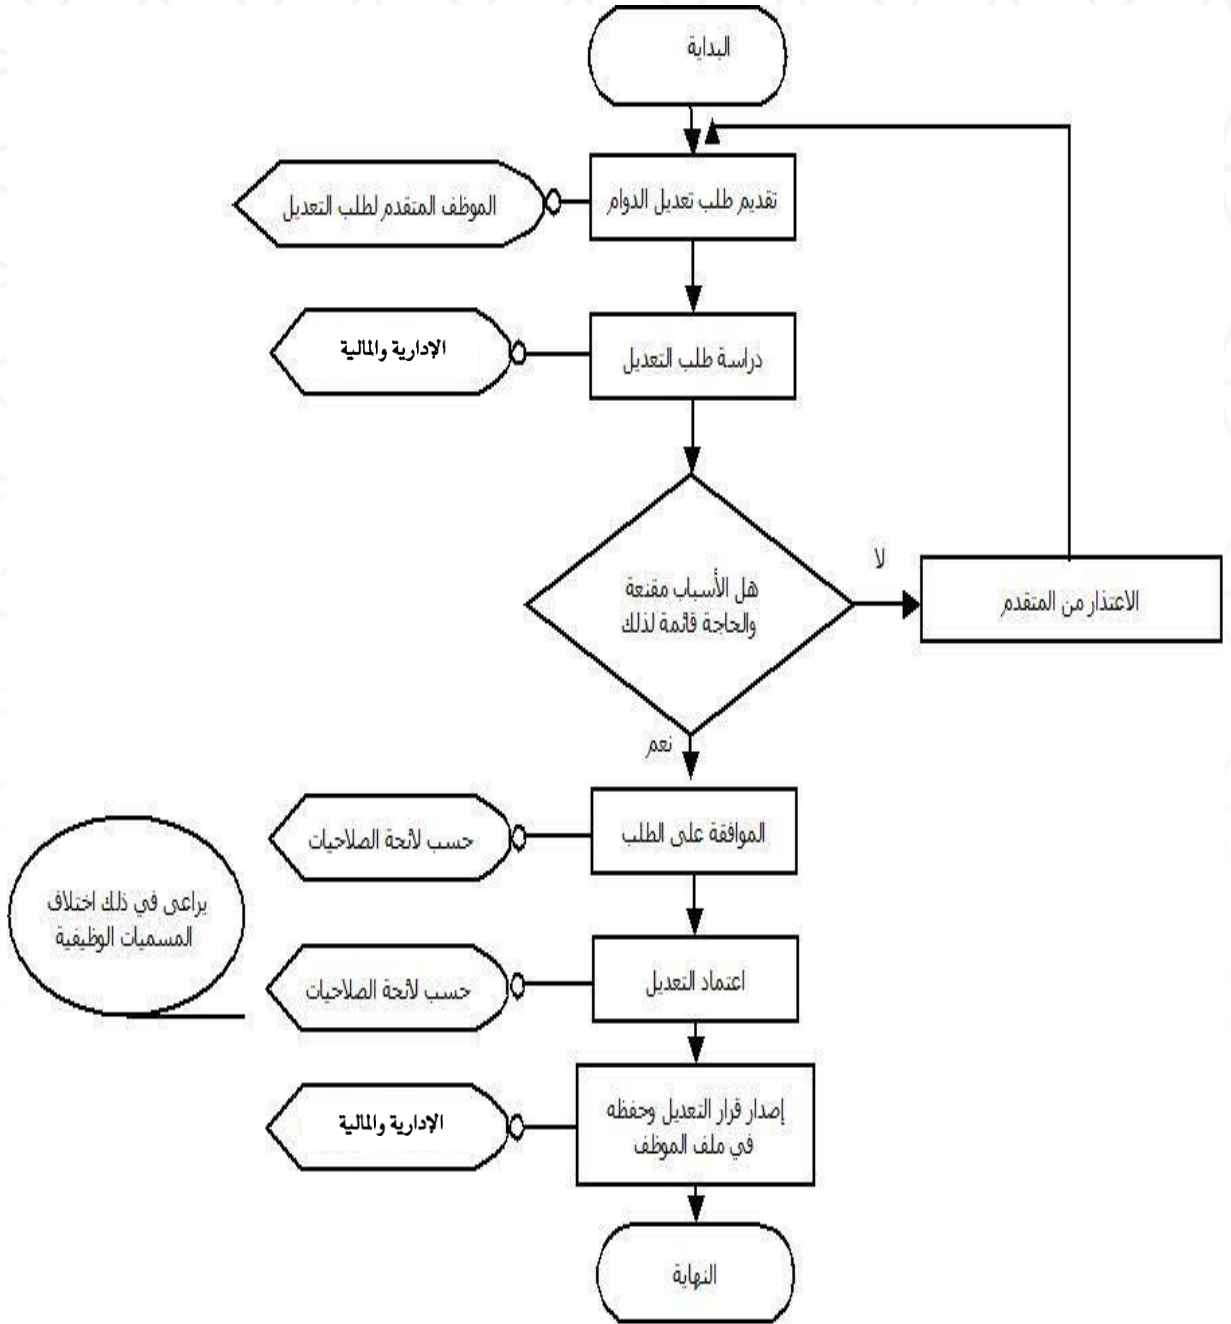 البداية
تقديم طلب تعديل الدوام
الموظف المتقدم لطلب التعديل
دراسة طلب التعديل
الإدارية والمالية
هل الأسباب مقنعة
والحاجة قائمة لذلك
لا
الاعتذار من المتقدم
نعم
الموافقة على الطلب
حسب لائحة الصلاحيات
يراعى في ذلك اختلاف
المسميات الوظيفية
اعتماد التعديل
حسب لائحة الصلاحيات
إصدار قرار التعديل وحفظه
في ملف الموظف
الإدارية والمالية
النهاية